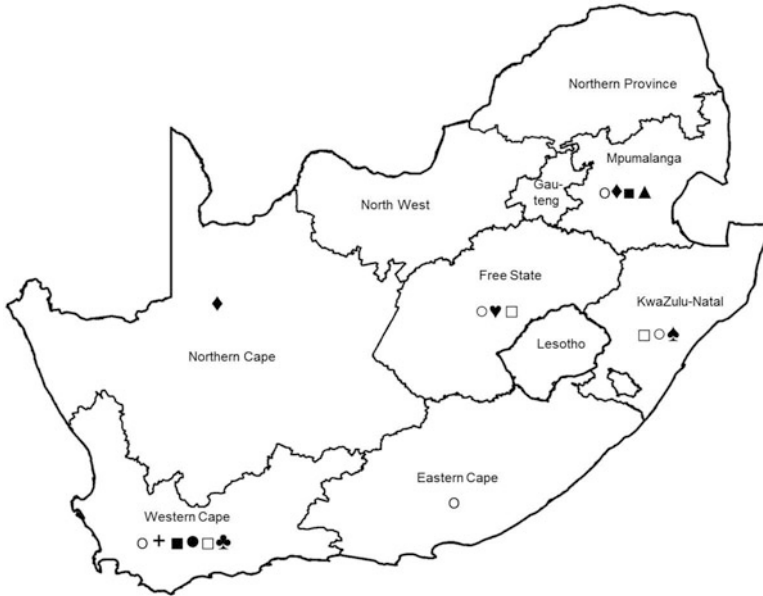 Northern Province
Mpumalanga
Gau-
teng
North West
Free State
KwaZulu-Natal
Lesotho
Northern Cape
Eastern Cape
Western Cape